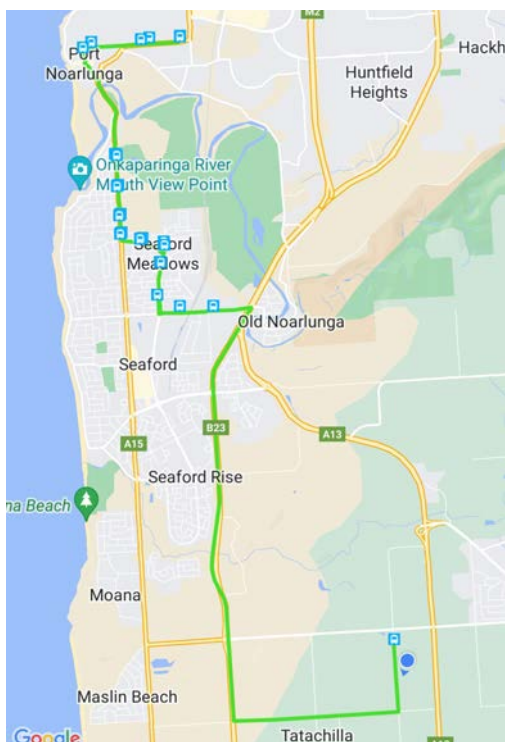 M2
Port
Noarlunga
Hackh
Huntfield
Heights
Onkaparinga River
Mouth View Point
Seaford
Meadows
Old Noarlunga
Seaford
B23
A13
A15
Seaford Rise
na Beach
Moana
Maslin Beach
Tatachilla
Google